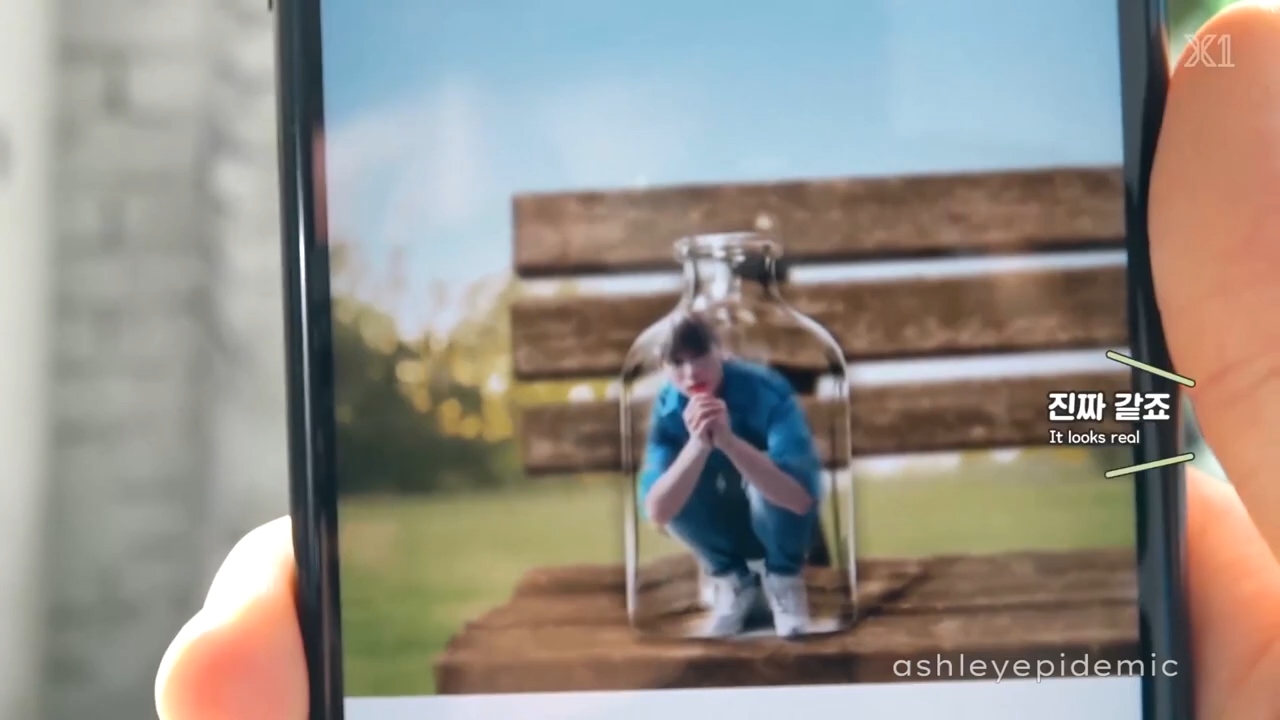 X1
진짜 같죠
It looks real
ashleyepidemic